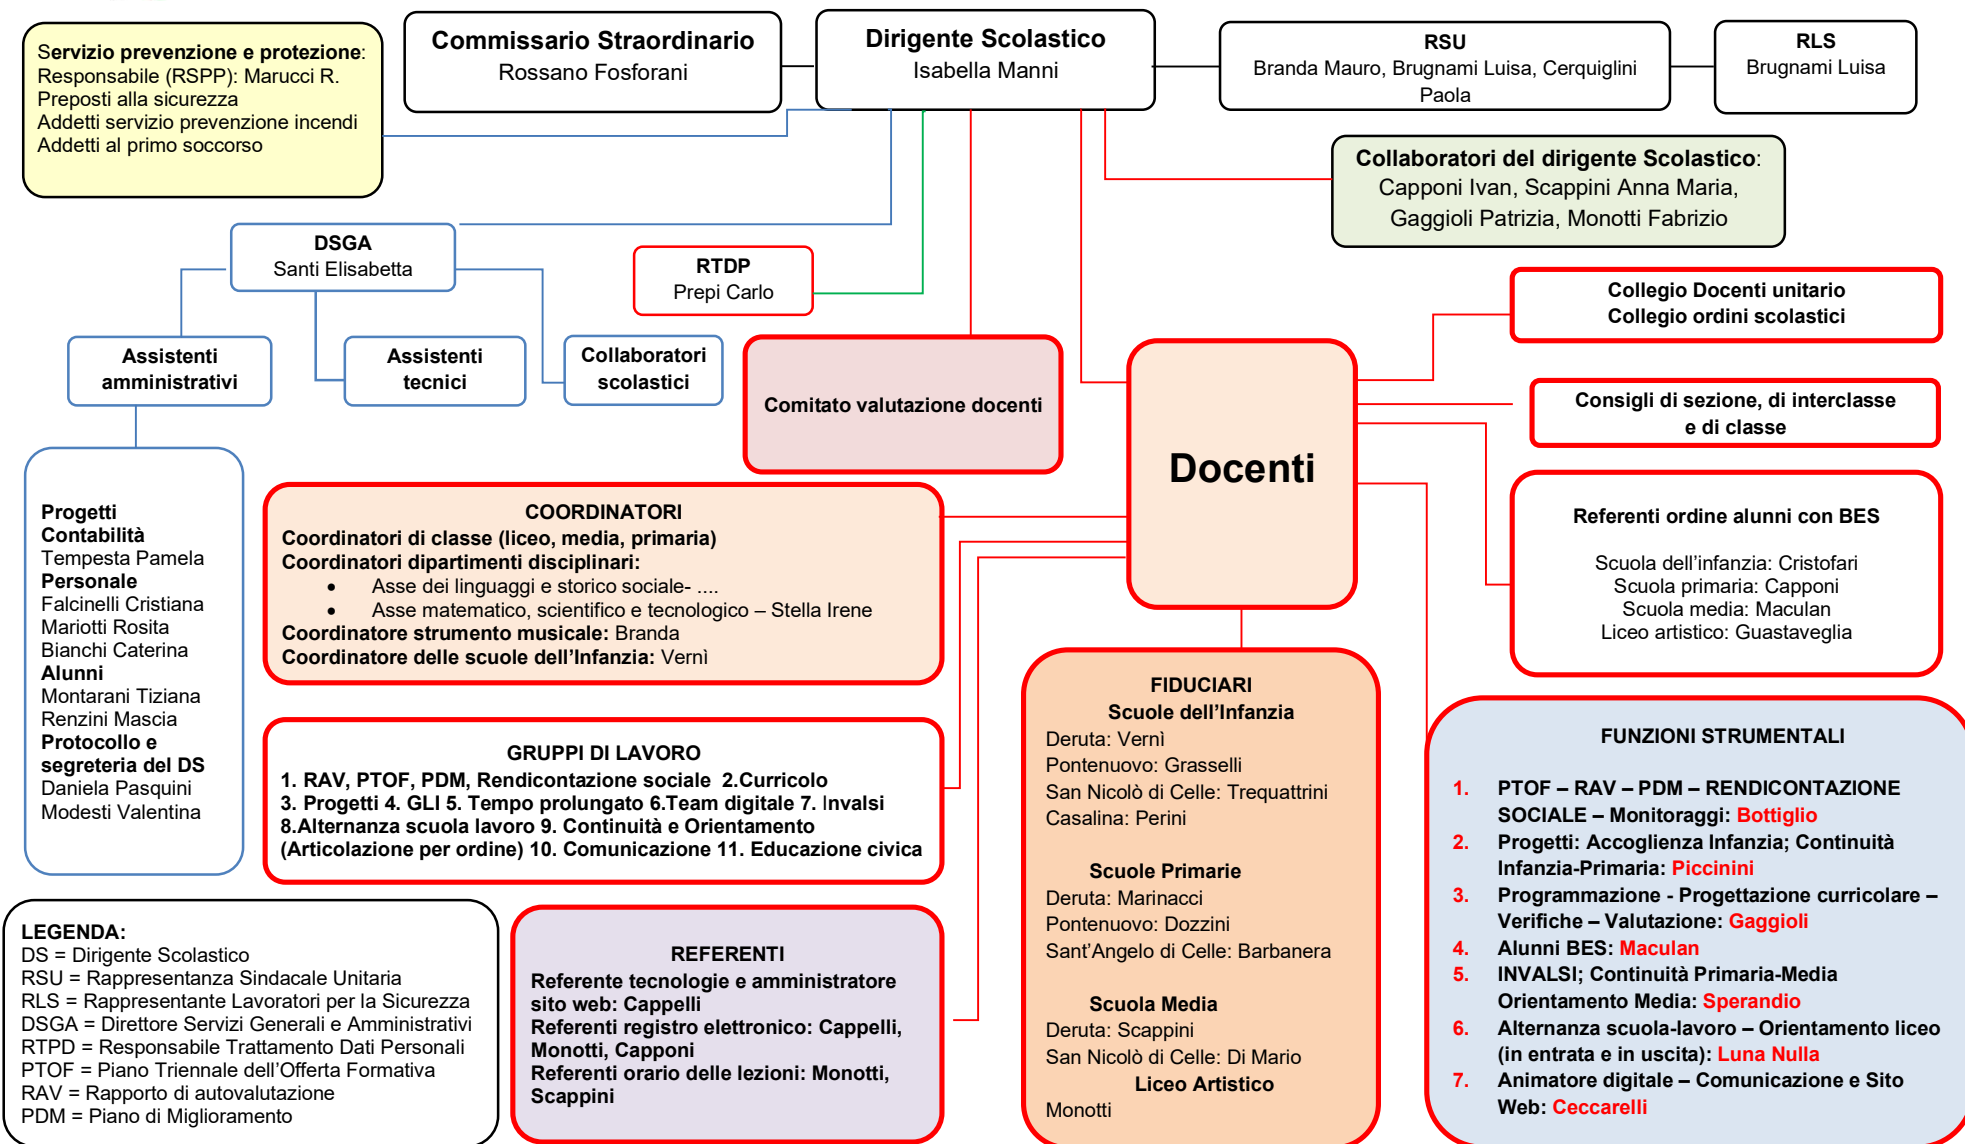 Servizio prevenzione e protezione:
Responsabile (RSPP): Marucci R.
Preposti alla sicurezza
Addetti servizio prevenzione incendi
Addetti al primo soccorso
Commissario Straordinario
Rossano Fosforani
Dirigente Scolastico
Isabella Manni
RSU
Branda Mauro, Brugnami Luisa, Cerquiglini
Paola
RLS
Brugnami Luisa
Collaboratori del dirigente Scolastico:
Capponi Ivan, Scappini Anna Maria,
Gaggioli Patrizia, Monotti Fabrizio
DSGA
Santi Elisabetta
RTDP
Prepi Carlo
Collegio Docenti unitario
Collegio ordini scolastici
Assistenti
amministrativi
Assistenti
tecnici
Collaboratori
scolastici
Comitato valutazione docenti
Docenti
Consigli di sezione, di interclasse
e di classe
Progetti
Contabilità
Tempesta Pamela
Personale
Falcinelli Cristiana
Mariotti Rosita
Bianchi Caterina
Alunni
Montarani Tiziana
Renzini Mascia
Protocollo e
segreteria del DS
Daniela Pasquini
Modesti Valentina
COORDINATORI
Coordinatori di classe (liceo, media, primaria)
Coordinatori dipartimenti disciplinari:
• Asse dei linguaggi e storico sociale- ....
• Asse matematico, scientifico e tecnologico – Stella Irene
Coordinatore strumento musicale: Branda
Coordinatore delle scuole dell'Infanzia: Vernì
Referenti ordine alunni con BES
Scuola dell'infanzia: Cristofari
Scuola primaria: Capponi
Scuola media: Maculan
Liceo artistico: Guastaveglia
GRUPPI DI LAVORO
1. RAV, PTOF, PDM, Rendicontazione sociale 2.Curricolo
3. Progetti 4. GLI 5. Tempo prolungato 6.Team digitale 7. Invalsi
8.Alternanza scuola lavoro 9. Continuità e Orientamento
(Articolazione per ordine) 10. Comunicazione 11. Educazione civica
FIDUCIARI
Scuole dell'Infanzia
Deruta: Vernì
Pontenuovo: Grasselli
San Nicolò di Celle: Trequattrini
Casalina: Perini
Scuole Primarie
Deruta: Marinacci
Pontenuovo: Dozzini
Sant'Angelo di Celle: Barbanera
Scuola Media
Deruta: Scappini
San Nicolò di Celle: Di Mario
Liceo Artistico
Monotti
FUNZIONI STRUMENTALI
1. PTOF – RAV – PDM – RENDICONTAZIONE
SOCIALE – Monitoraggi: Bottiglio
2. Progetti: Accoglienza Infanzia; Continuità
Infanzia-Primaria: Piccinini
3. Programmazione - Progettazione curricolare –
Verifiche – Valutazione: Gaggioli
4. Alunni BES: Maculan
5. INVALSI; Continuità Primaria-Media
Orientamento Media: Sperandio
6. Alternanza scuola-lavoro – Orientamento liceo
(in entrata e in uscita): Luna Nulla
7. Animatore digitale – Comunicazione e Sito
Web: Ceccarelli
LEGENDA:
DS = Dirigente Scolastico
RSU = Rappresentanza Sindacale Unitaria
RLS = Rappresentante Lavoratori per la Sicurezza
DSGA = Direttore Servizi Generali e Amministrativi
RTPD = Responsabile Trattamento Dati Personali
PTOF = Piano Triennale dell'Offerta Formativa
RAV = Rapporto di autovalutazione
PDM = Piano di Miglioramento
REFERENTI
Referente tecnologie e amministratore
sito web: Cappelli
Referenti registro elettronico: Cappelli,
Monotti, Capponi
Referenti orario delle lezioni: Monotti,
Scappini